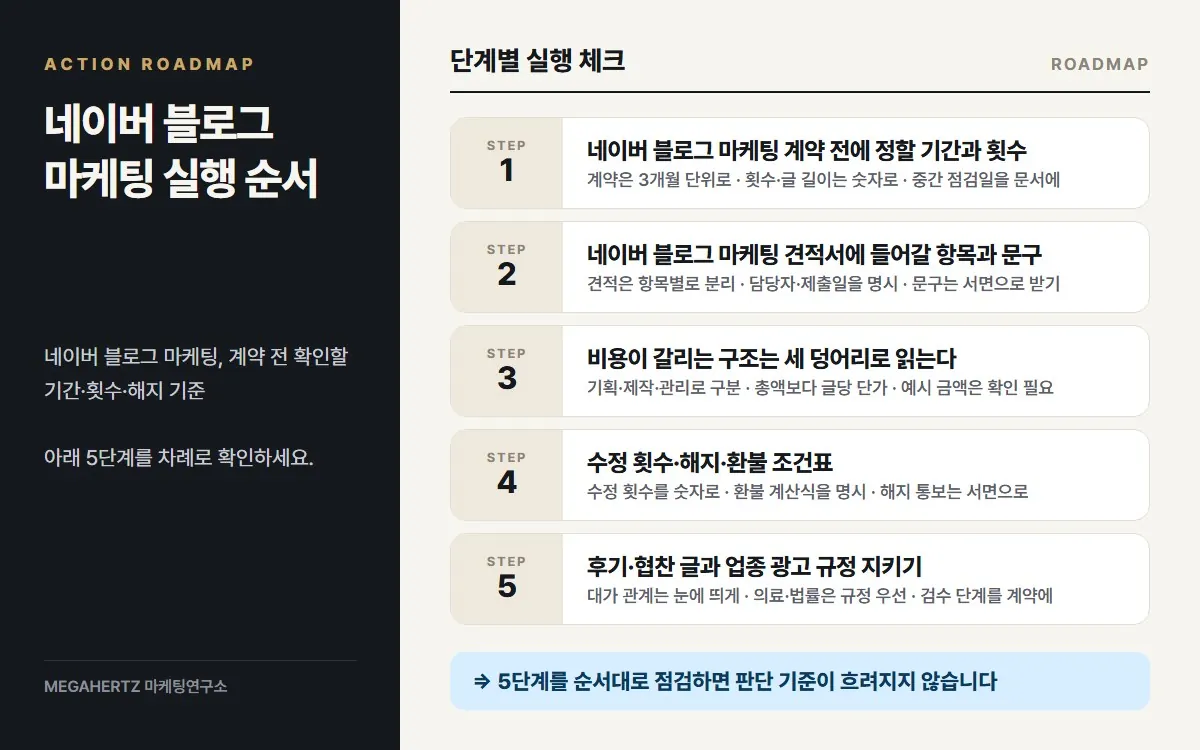 ACTION ROADMAP
네이버 블로그
마케팅 실행 순서
네이버 블로그 마케팅, 계약 전 확인할
기간·횟수·해지 기준
아래 5단계를 차례로 확인하세요.
MEGAHERTZ 마케팅연구소
단계별 실행 체크
ROADMAP
STEP
1
네이버 블로그 마케팅 계약 전에 정할 기간과 횟수
계약은 3개월 단위로 · 횟수·글 길이는 숫자로 · 중간 점검일을 문서에
STEP
2
네이버 블로그 마케팅 견적서에 들어갈 항목과 문구
견적은 항목별로 분리 · 담당자·제출일을 명시 · 문구는 서면으로 받기
STEP
3
비용이 갈리는 구조는 세 덩어리로 읽는다
기획·제작·관리로 구분 · 총액보다 글당 단가 · 예시 금액은 확인 필요
STEP
4
수정 횟수·해지·환불 조건표
수정 횟수를 숫자로 · 환불 계산식을 명시 · 해지 통보는 서면으로
STEP
5
후기·협찬 글과 업종 광고 규정 지키기
대가 관계는 눈에 띄게 · 의료·법률은 규정 우선 · 검수 단계를 계약에
→ 5단계를 순서대로 점검하면 판단 기준이 흐려지지 않습니다